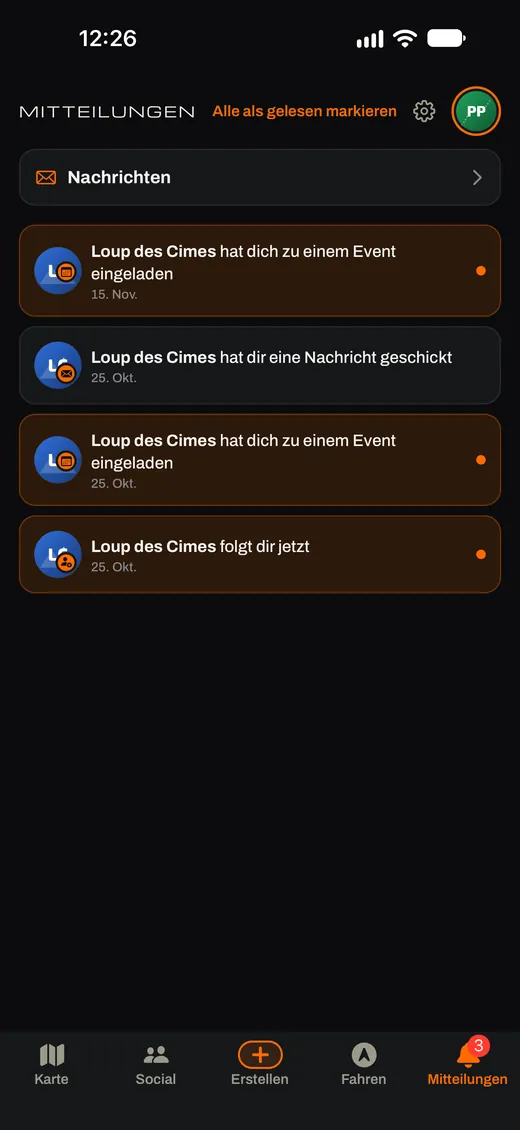 12:26
MITTEILUNGEN Alle als gelesen markieren PP
Nachrichten
Loup des Cimes hat dich zu einem Event
eingeladen
15. Nov.
Loup des Cimes hat dir eine Nachricht geschickt
25. Okt.
Loup des Cimes hat dich zu einem Event
eingeladen
25. Okt.
Loup des Cimes folgt dir jetzt
25. Okt.
3
Karte Social Erstellen Fahren Mitteilungen